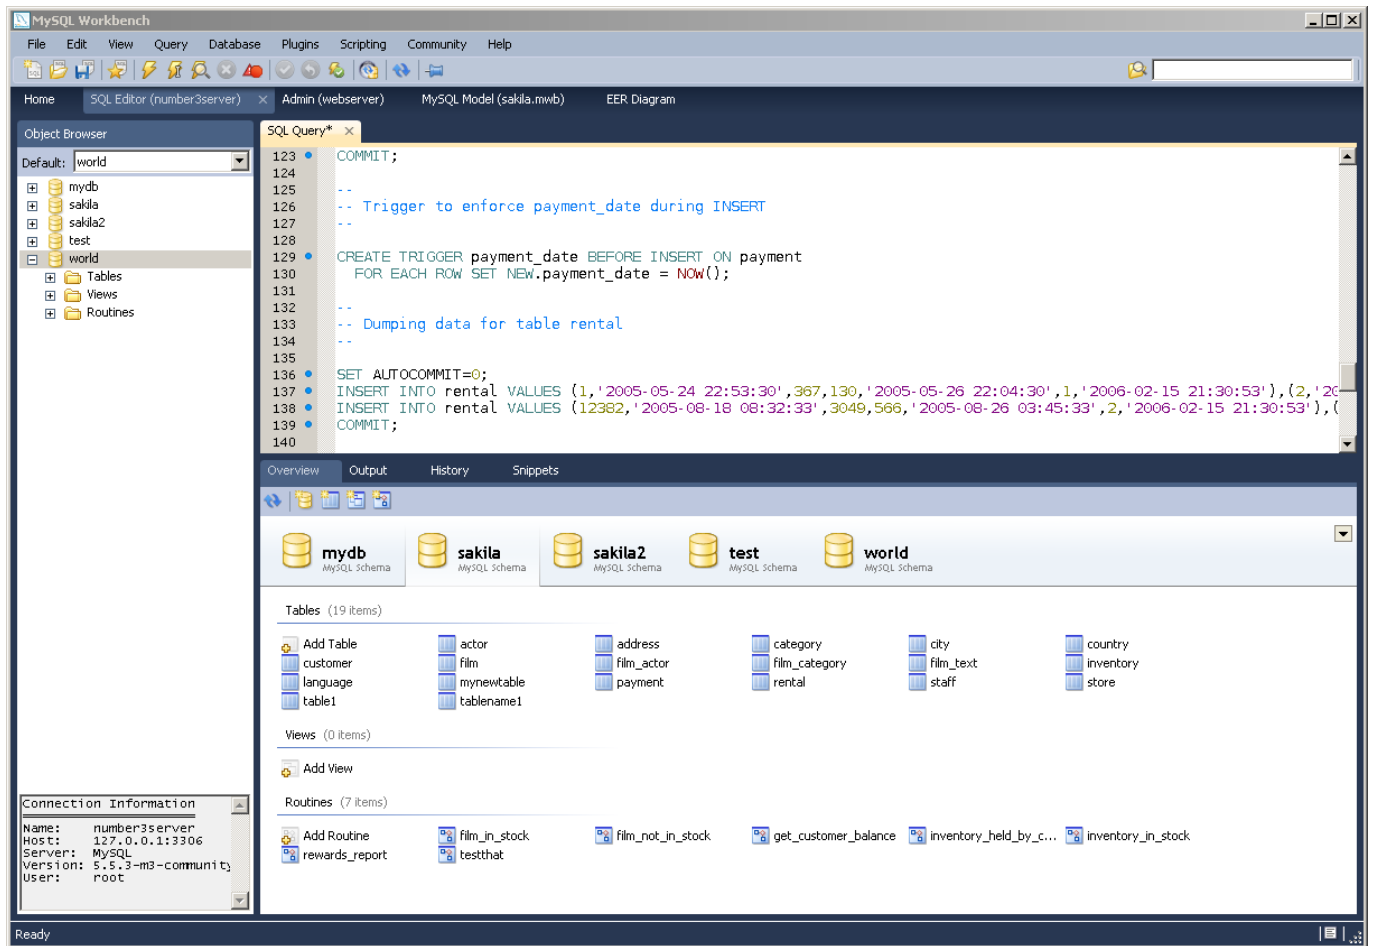 MySQL Workbench
File Edit View Query Database Plugins Scripting Community Help
Home SQL Editor (number3server) Admin (webserver) MySQL Model (sakila.mwb) EER Diagram
Object Browser
Default: world
mydb
sakila
sakila2
test
world
Tables
Views
Routines
SQL Query*
123 COMMIT;
124
125 --
126 -- Trigger to enforce payment_date during INSERT
127 --
128
129 CREATE TRIGGER payment_date BEFORE INSERT ON payment
130 FOR EACH ROW SET NEW.payment_date = NOW();
131
132 --
133 -- Dumping data for table rental
134 --
135
136 SET AUTOCOMMIT=0;
137 INSERT INTO rental VALUES (1,'2005-05-24 22:53:30',367,130,'2005-05-26 22:04:30',1,'2006-02-15 21:30:53'),(2,'20
138 INSERT INTO rental VALUES (12382,'2005-08-18 08:32:33',3049,566,'2005-08-26 03:45:33',2,'2006-02-15 21:30:53'),(
139 COMMIT;
140
Overview Output History Snippets
mydb sakila sakila2 test world
MySQL Schema MySQL Schema MySQL Schema MySQL Schema MySQL Schema
Tables (19 items)
Add Table actor address category city country
customer film film_actor film_category film_text inventory
language mynewtable payment rental staff store
table1 tablename1
Views (0 items)
Add View
Routines (7 items)
Add Routine film_in_stock film_not_in_stock get_customer_balance inventory_held_by_c... inventory_in_stock
rewards_report testthat
Connection Information
Name: number3server
Host: 127.0.0.1:3306
Server: MySQL
Version: 5.5.3-m3-community
User: root
Ready